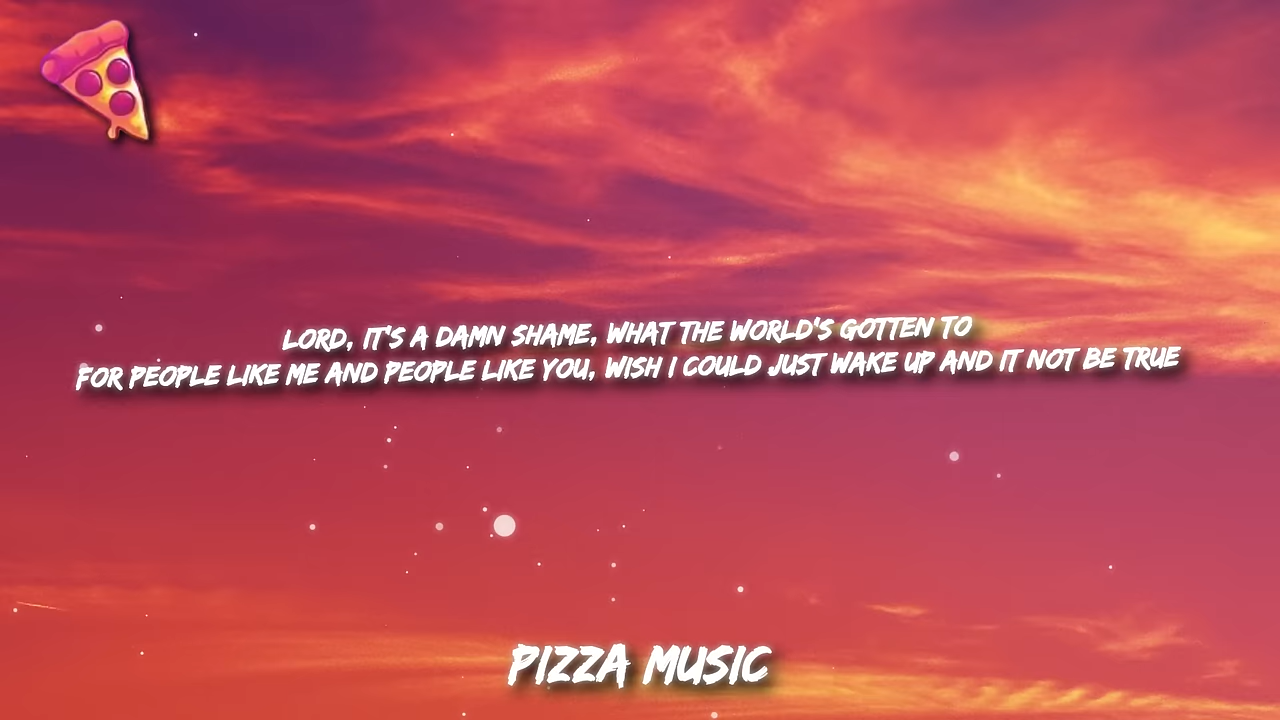 LORD, IT'S A DAMN SHAME, WHAT THE WORLD'S GOTTEN TO
FOR PEOPLE LIKE ME AND PEOPLE LIKE YOU, WISH I COULD JUST WAKE UP AND IT NOT BE TRUE
PIZZA MUSIC